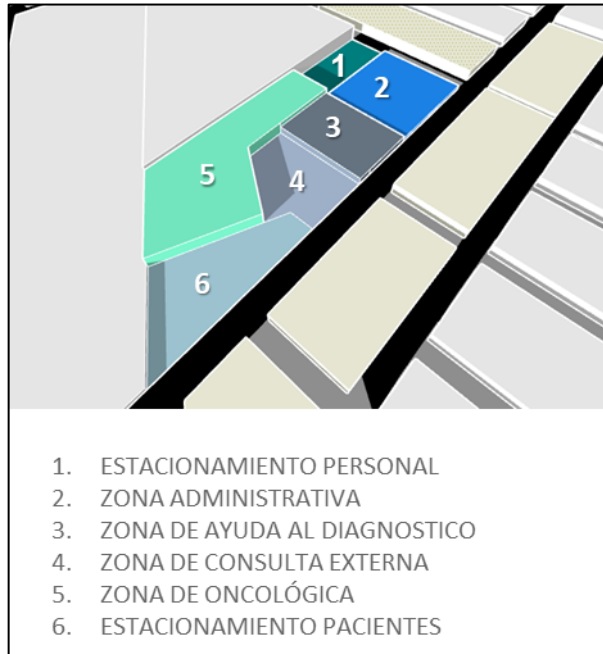 1
2
3
4
5
6
1. ESTACIONAMIENTO PERSONAL
2. ZONA ADMINISTRATIVA
3. ZONA DE AYUDA AL DIAGNOSTICO
4. ZONA DE CONSULTA EXTERNA
5. ZONA DE ONCOLÓGICA
6. ESTACIONAMIENTO PACIENTES